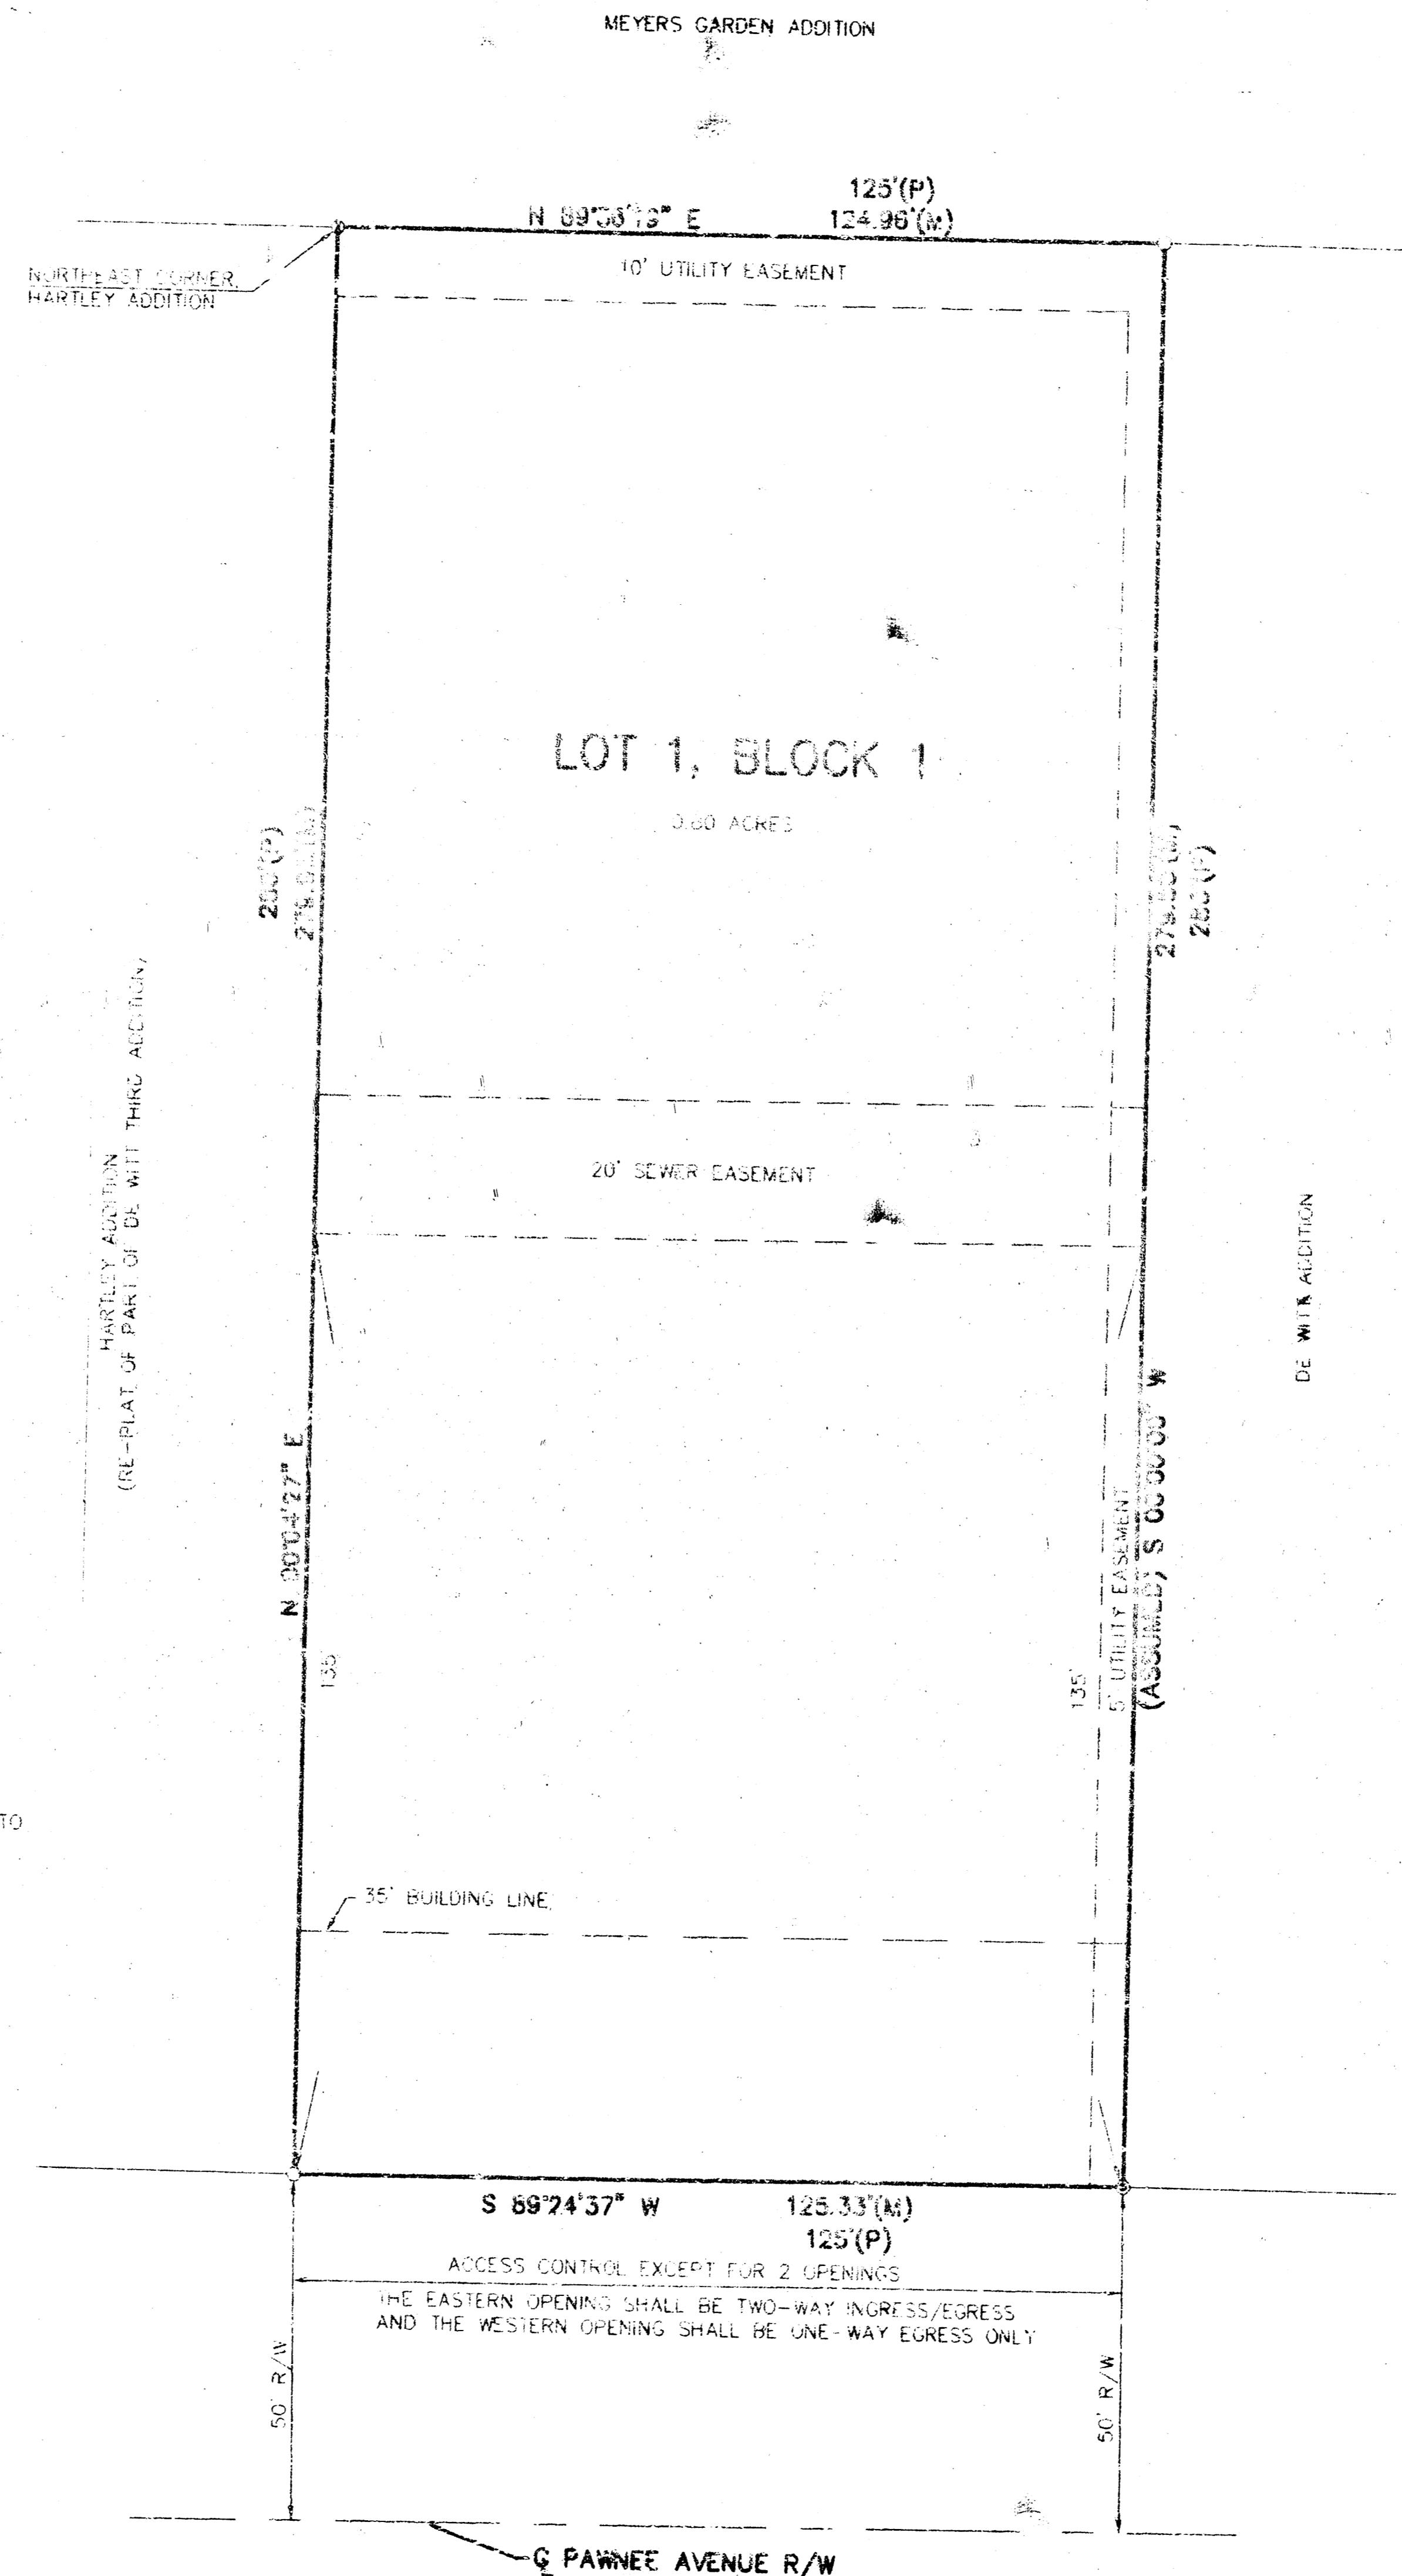 MEYERS GARDEN ADDITION
125'(P)
124.96'(M)
10' UTILITY EASEMENT
NORTHEAST CORNER,
HARTLEY ADDITION
LOT 1, BLOCK 1
0.80 ACRES
280'(P)
280'(P)
HARTLEY ADDITION
(RE-PLAT OF PART OF DE WITT THIRD ADDITION)
20' SEWER EASEMENT
DE WITT ADDITION
N 00°04'27" E
(ASSUMED) S 00°00'00" W
5' UTILITY EASEMENT
135'
135'
TO
35' BUILDING LINE
S 89°24'37" W
125.33'(M)
125'(P)
ACCESS CONTROL EXCEPT FOR 2 OPENINGS
THE EASTERN OPENING SHALL BE TWO-WAY INGRESS/EGRESS
AND THE WESTERN OPENING SHALL BE ONE-WAY EGRESS ONLY
50' R/W
50' R/W
℄ PAWNEE AVENUE R/W